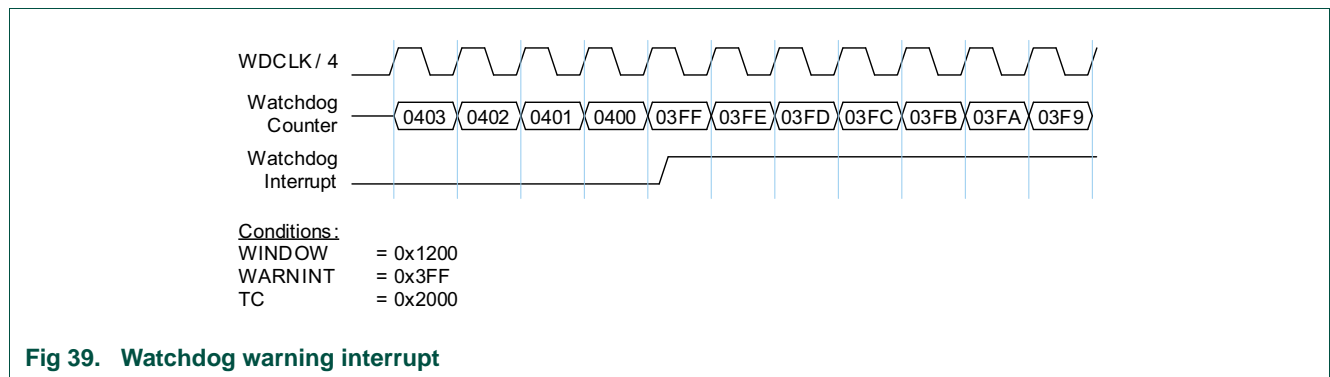 WDCLK / 4
Watchdog
Counter
0403 0402 0401 0400 03FF 03FE 03FD 03FC 03FB 03FA 03F9
Watchdog
Interrupt
Conditions:
WINDOW = 0x1200
WARNINT = 0x3FF
TC = 0x2000
Fig 39. Watchdog warning interrupt